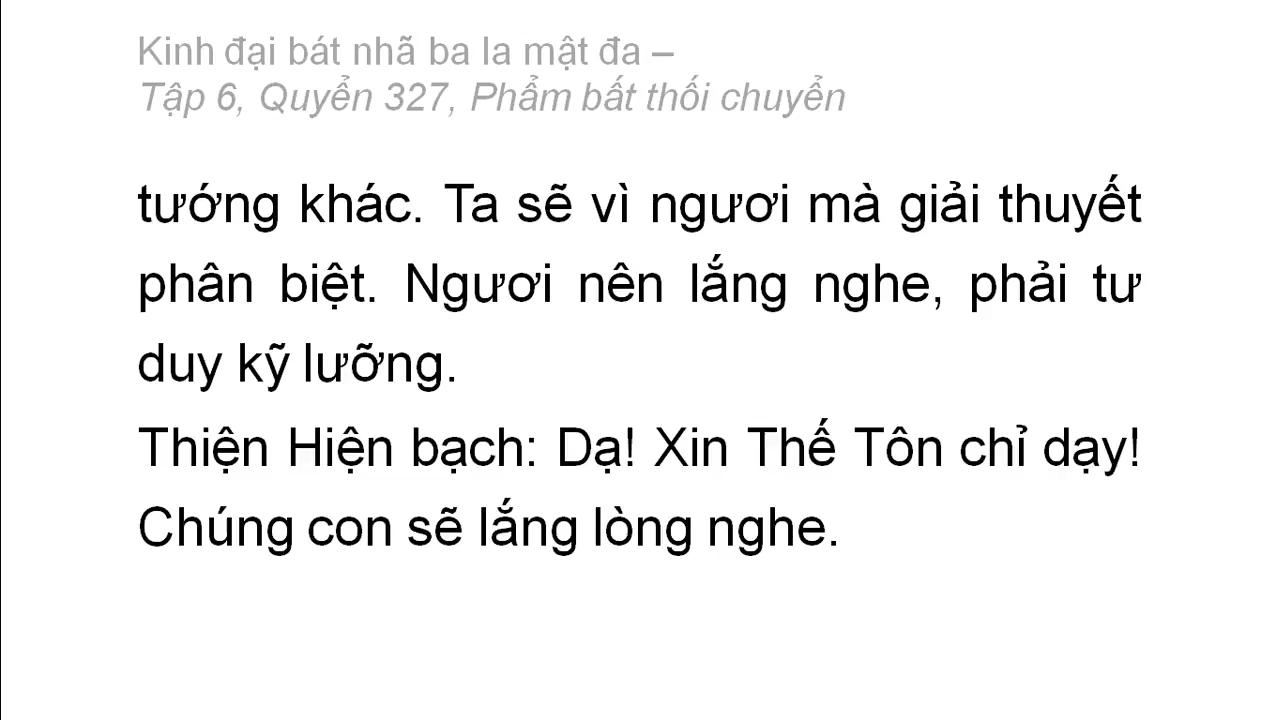 Kinh đại bát nhã ba la mật đa –
Tập 6, Quyển 327, Phẩm bất thối chuyển
tướng khác. Ta sẽ vì ngươi mà giải thuyết
phân biệt. Ngươi nên lắng nghe, phải tư
duy kỹ lưỡng.
Thiện Hiện bạch: Dạ! Xin Thế Tôn chỉ dạy!
Chúng con sẽ lắng lòng nghe.